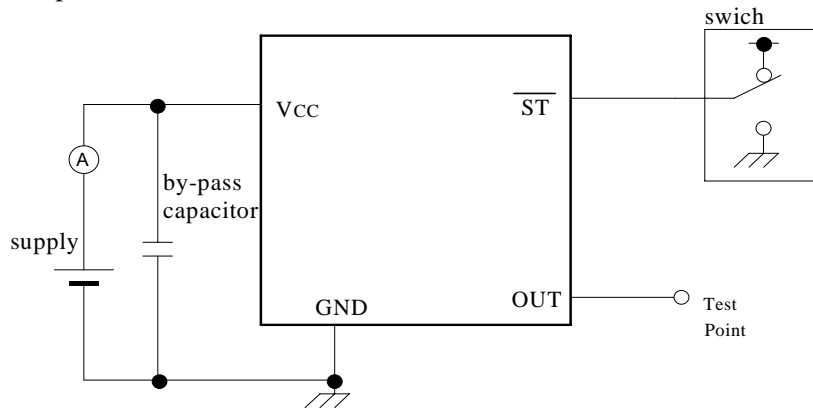 swich
VCC
ST
A
by-pass
capacitor
supply
GND
OUT
Test
Point